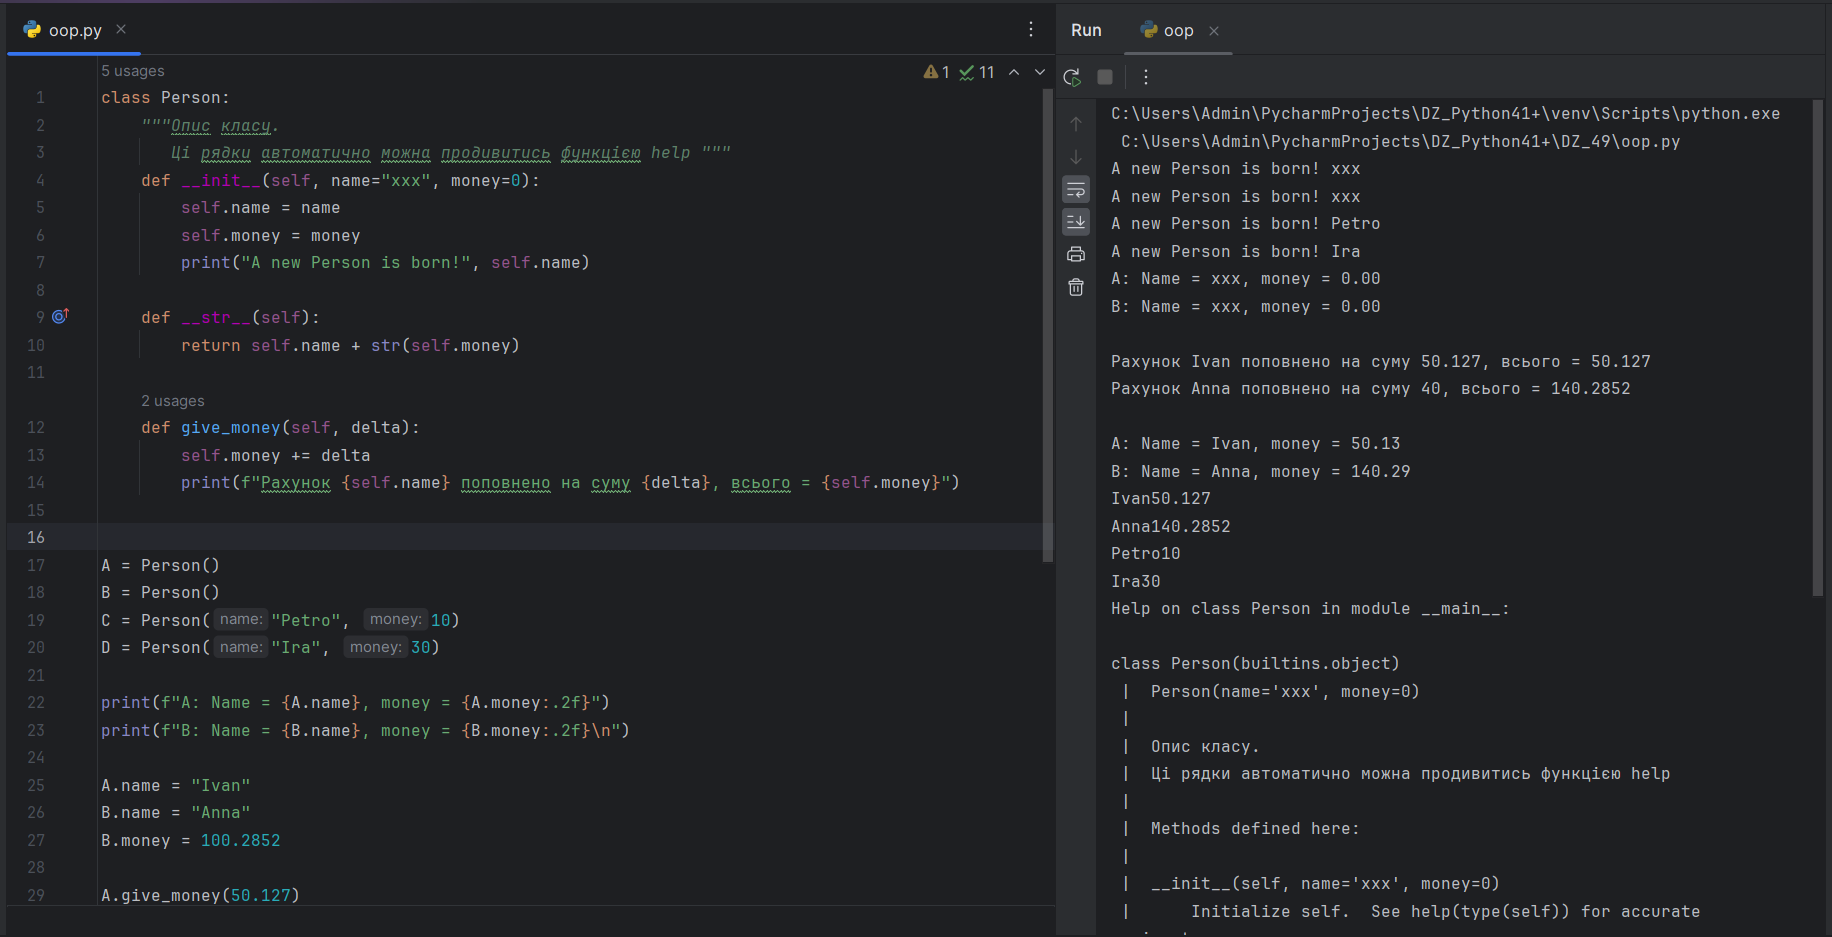 oop.py
5 usages
1 11
1 class Person:
2 """Опис класу.
3 Ці рядки автоматично можна продивитись функцією help """
4 def __init__(self, name="xxx", money=0):
5 self.name = name
6 self.money = money
7 print("A new Person is born!", self.name)
8
9 def __str__(self):
10 return self.name + str(self.money)
11
2 usages
12 def give_money(self, delta):
13 self.money += delta
14 print(f"Рахунок {self.name} поповнено на суму {delta}, всього = {self.money}")
15
16
17 A = Person()
18 B = Person()
19 C = Person( name: "Petro", money: 10)
20 D = Person( name: "Ira", money: 30)
21
22 print(f"A: Name = {A.name}, money = {A.money:.2f}")
23 print(f"B: Name = {B.name}, money = {B.money:.2f}\n")
24
25 A.name = "Ivan"
26 B.name = "Anna"
27 B.money = 100.2852
28
29 A.give_money(50.127)
Run oop
C:\Users\Admin\PycharmProjects\DZ_Python41+\venv\Scripts\python.exe
C:\Users\Admin\PycharmProjects\DZ_Python41+\DZ_49\oop.py
A new Person is born! xxx
A new Person is born! xxx
A new Person is born! Petro
A new Person is born! Ira
A: Name = xxx, money = 0.00
B: Name = xxx, money = 0.00
Рахунок Ivan поповнено на суму 50.127, всього = 50.127
Рахунок Anna поповнено на суму 40, всього = 140.2852
A: Name = Ivan, money = 50.13
B: Name = Anna, money = 140.29
Ivan50.127
Anna140.2852
Petro10
Ira30
Help on class Person in module __main__:
class Person(builtins.object)
| Person(name='xxx', money=0)
|
| Опис класу.
| Ці рядки автоматично можна продивитись функцією help
|
| Methods defined here:
|
| __init__(self, name='xxx', money=0)
| Initialize self. See help(type(self)) for accurate